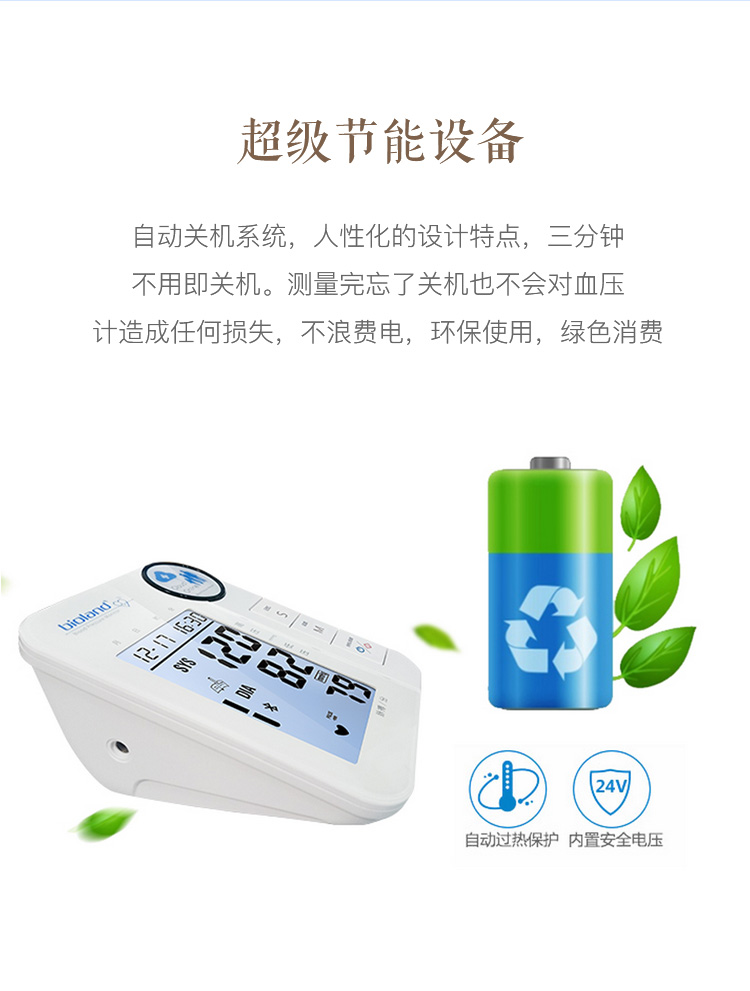 超级节能设备
自动关机系统，人性化的设计特点，三分钟
不用即关机。测量完忘了关机也不会对血压
计造成任何损失，不浪费电，环保使用，绿色消费
bioland
12-17 16:30
SYS
120
82
DIA
79
S
M
24V
自动过热保护 内置安全电压